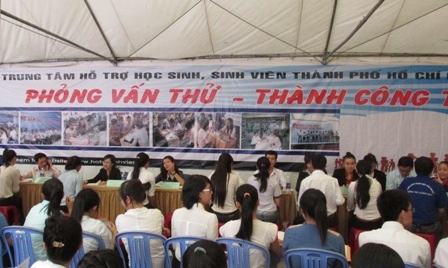 TRUNG TÂM HỖ TRỢ HỌC SINH, SINH VIÊN THÀNH PHỐ HỒ CHÍ
PHỎNG VẤN THỬ - THÀNH CÔNG T